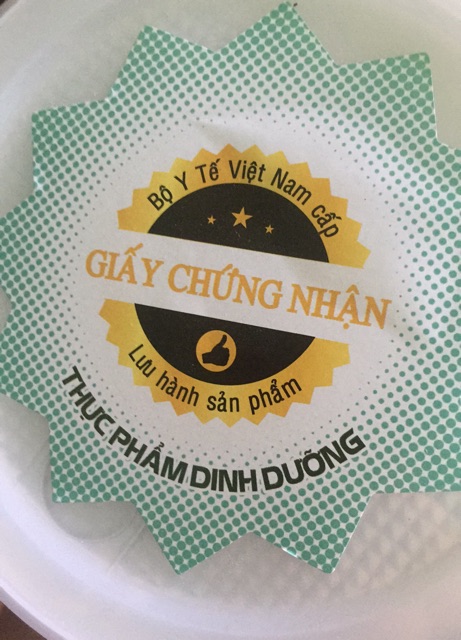 Bộ Y Tế Việt Nam cấp
GIẤY CHỨNG NHẬN
Lưu hành sản phẩm
THỰC PHẨM DINH DƯỠNG